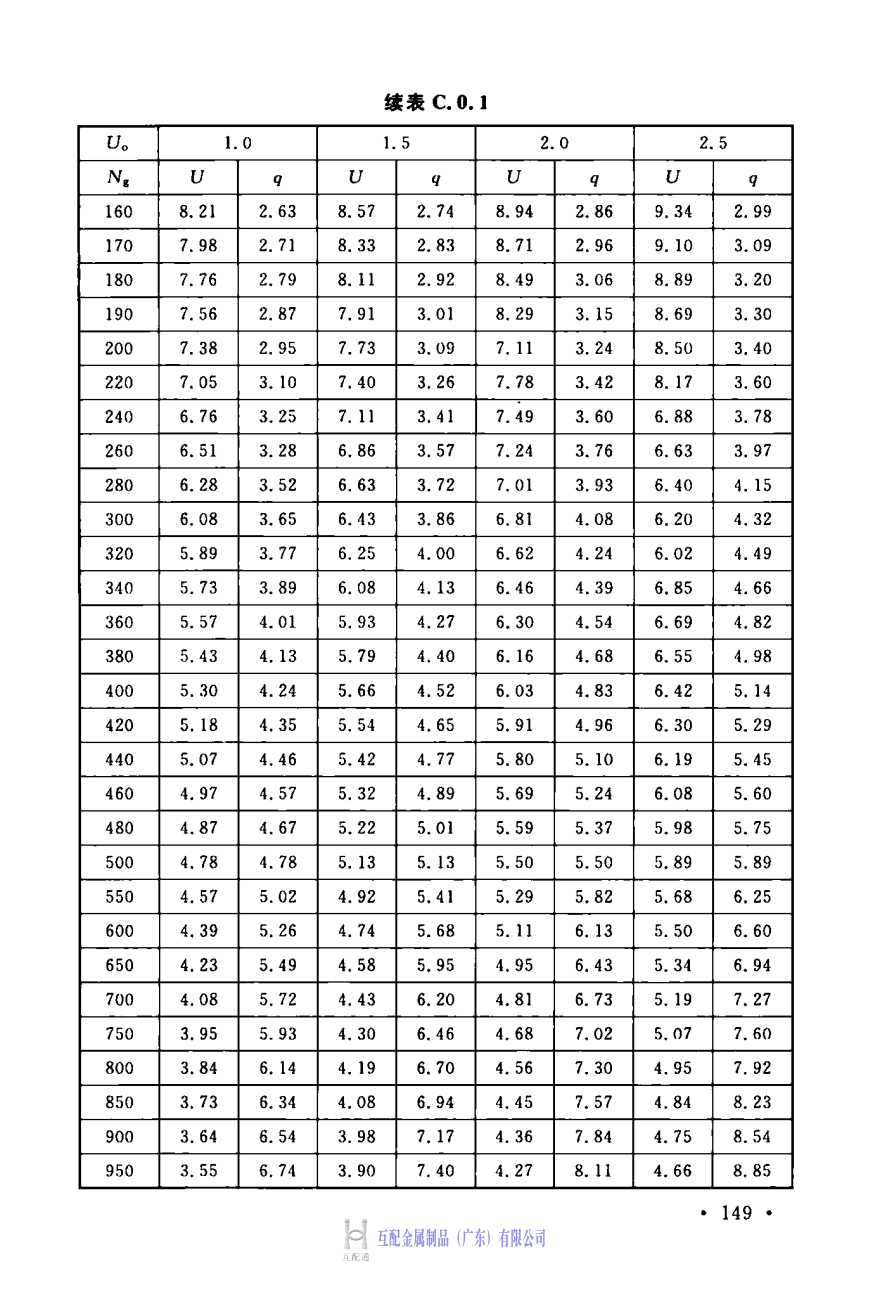 续表 C.0.1
U₀ 1.0 1.5 2.0 2.5
Ng U q U q U q U q
160 8.21 2.63 8.57 2.74 8.94 2.86 9.34 2.99
170 7.98 2.71 8.33 2.83 8.71 2.96 9.10 3.09
180 7.76 2.79 8.11 2.92 8.49 3.06 8.89 3.20
190 7.56 2.87 7.91 3.01 8.29 3.15 8.69 3.30
200 7.38 2.95 7.73 3.09 7.11 3.24 8.50 3.40
220 7.05 3.10 7.40 3.26 7.78 3.42 8.17 3.60
240 6.76 3.25 7.11 3.41 7.49 3.60 6.88 3.78
260 6.51 3.28 6.86 3.57 7.24 3.76 6.63 3.97
280 6.28 3.52 6.63 3.72 7.01 3.93 6.40 4.15
300 6.08 3.65 6.43 3.86 6.81 4.08 6.20 4.32
320 5.89 3.77 6.25 4.00 6.62 4.24 6.02 4.49
340 5.73 3.89 6.08 4.13 6.46 4.39 6.85 4.66
360 5.57 4.01 5.93 4.27 6.30 4.54 6.69 4.82
380 5.43 4.13 5.79 4.40 6.16 4.68 6.55 4.98
400 5.30 4.24 5.66 4.52 6.03 4.83 6.42 5.14
420 5.18 4.35 5.54 4.65 5.91 4.96 6.30 5.29
440 5.07 4.46 5.42 4.77 5.80 5.10 6.19 5.45
460 4.97 4.57 5.32 4.89 5.69 5.24 6.08 5.60
480 4.87 4.67 5.22 5.01 5.59 5.37 5.98 5.75
500 4.78 4.78 5.13 5.13 5.50 5.50 5.89 5.89
550 4.57 5.02 4.92 5.41 5.29 5.82 5.68 6.25
600 4.39 5.26 4.74 5.68 5.11 6.13 5.50 6.60
650 4.23 5.49 4.58 5.95 4.95 6.43 5.34 6.94
700 4.08 5.72 4.43 6.20 4.81 6.73 5.19 7.27
750 3.95 5.93 4.30 6.46 4.68 7.02 5.07 7.60
800 3.84 6.14 4.19 6.70 4.56 7.30 4.95 7.92
850 3.73 6.34 4.08 6.94 4.45 7.57 4.84 8.23
900 3.64 6.54 3.98 7.17 4.36 7.84 4.75 8.54
950 3.55 6.74 3.90 7.40 4.27 8.11 4.66 8.85
• 149 •
互配金属制品（广东）有限公司
互配通